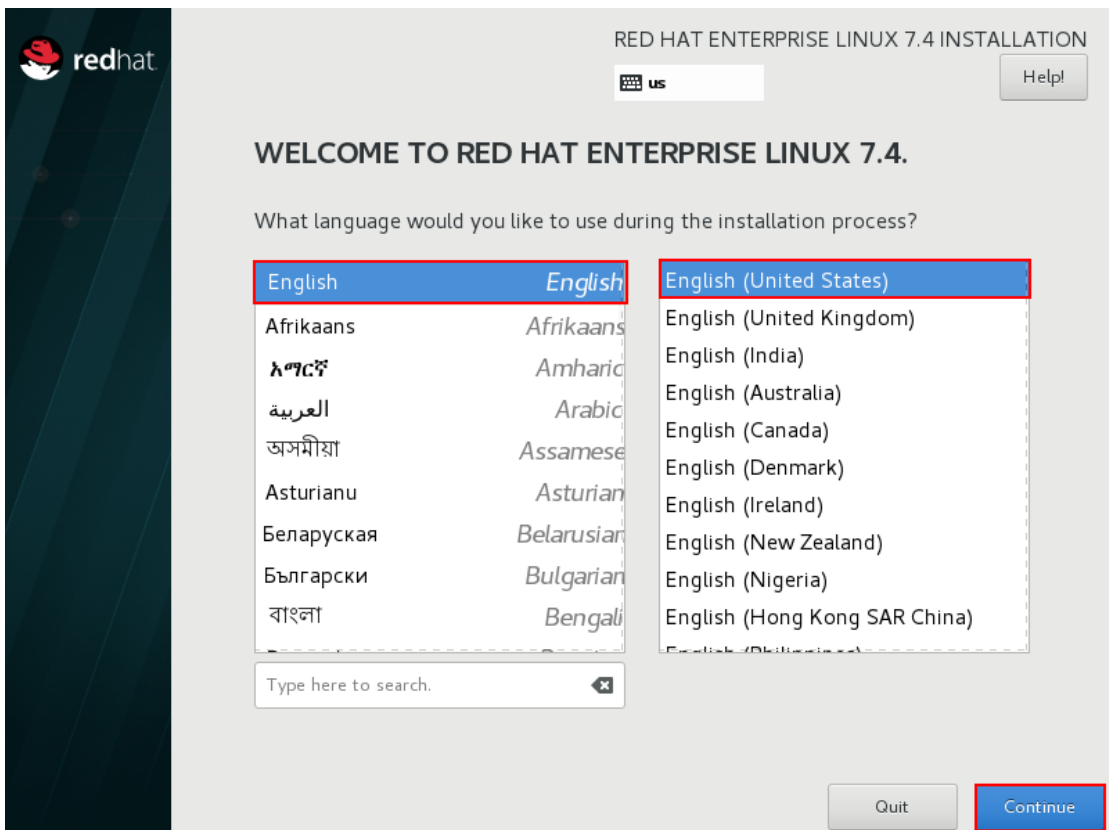 redhat.
RED HAT ENTERPRISE LINUX 7.4 INSTALLATION
us
Help!
WELCOME TO RED HAT ENTERPRISE LINUX 7.4.
What language would you like to use during the installation process?
English English
Afrikaans Afrikaans
አማርኛ Amharic
العربية Arabic
অসমীয়া Assamese
Asturianu Asturian
Беларуская Belarusian
Български Bulgarian
বাংলা Bengali
English (United States)
English (United Kingdom)
English (India)
English (Australia)
English (Canada)
English (Denmark)
English (Ireland)
English (New Zealand)
English (Nigeria)
English (Hong Kong SAR China)
English (Philippines)
Type here to search.
Quit
Continue